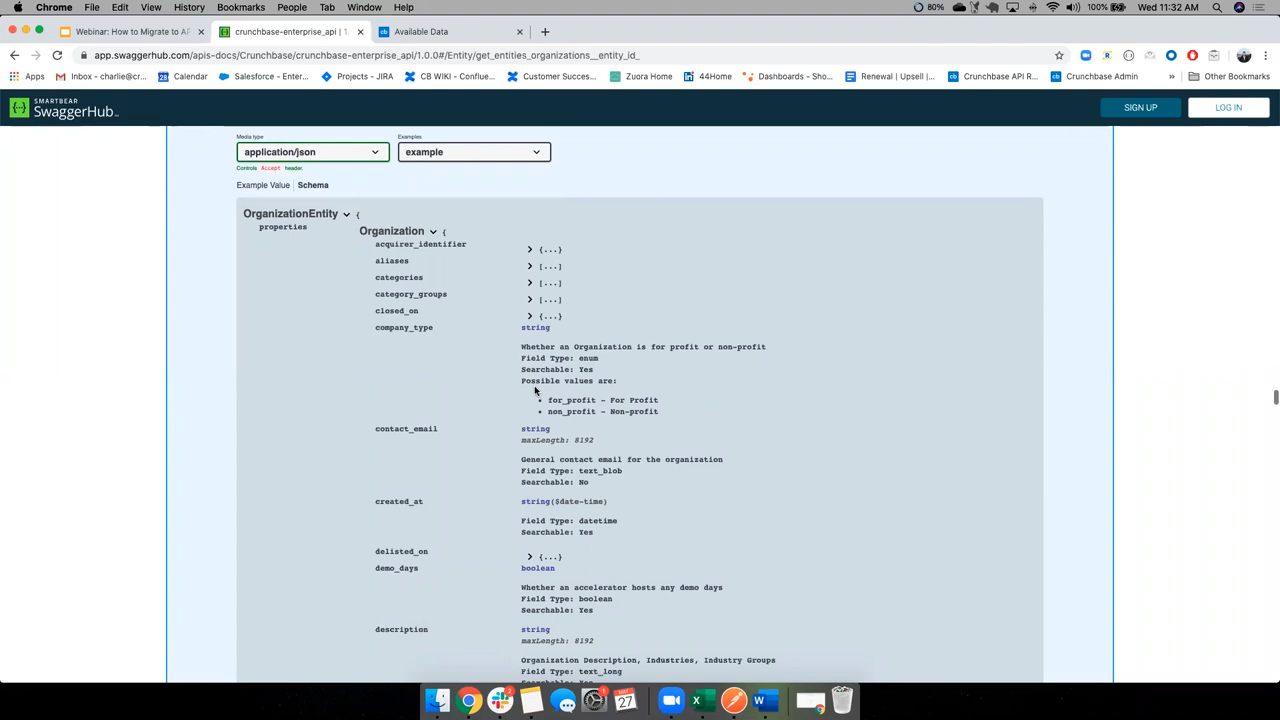 Chrome File Edit View History Bookmarks People Tab Window Help 80% 100% Wed 11:32 AM
Webinar: How to Migrate to AP × crunchbase-enterprise_api | 1. × Available Data ×
app.swaggerhub.com/apis-docs/Crunchbase/crunchbase-enterprise_api/1.0.0#/Entity/get_entities_organizations__entity_id_
Apps Inbox - charlie@cr... Calendar Salesforce - Enter... Projects - JIRA CB WIKI - Conflue... Customer Succes... Zuora Home 44Home Dashboards - Sho... Renewal | Upsell |... Crunchbase API R... Crunchbase Admin » Other Bookmarks
SMARTBEAR
SwaggerHub
SIGN UP LOG IN
Media type Examples
application/json example
Controls Accept header.
Example Value Schema
OrganizationEntity {
properties
Organization {
acquirer_identifier {...}
aliases [...]
categories [...]
category_groups [...]
closed_on {...}
company_type string
Whether an Organization is for profit or non-profit
Field Type: enum
Searchable: Yes
Possible values are:
• for_profit - For Profit
• non_profit - Non-profit
contact_email string
maxLength: 8192
General contact email for the organization
Field Type: text_blob
Searchable: No
created_at string($date-time)
Field Type: datetime
Searchable: Yes
delisted_on {...}
demo_days boolean
Whether an accelerator hosts any demo days
Field Type: boolean
Searchable: Yes
description string
maxLength: 8192
Organization Description, Industries, Industry Groups
Field Type: text_long
Searchable: Yes
2 MAY 27 1